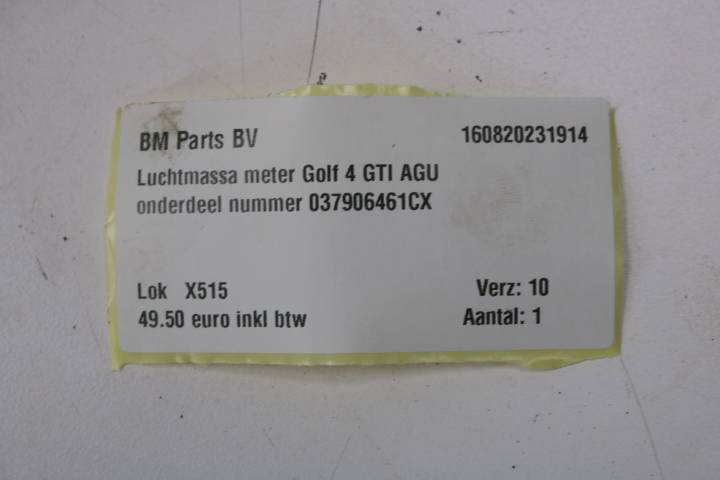 BM Parts BV 160820231914
Luchtmassa meter Golf 4 GTI AGU
onderdeel nummer 037906461CX
Lok X515 Verz: 10
49.50 euro inkl btw Aantal: 1